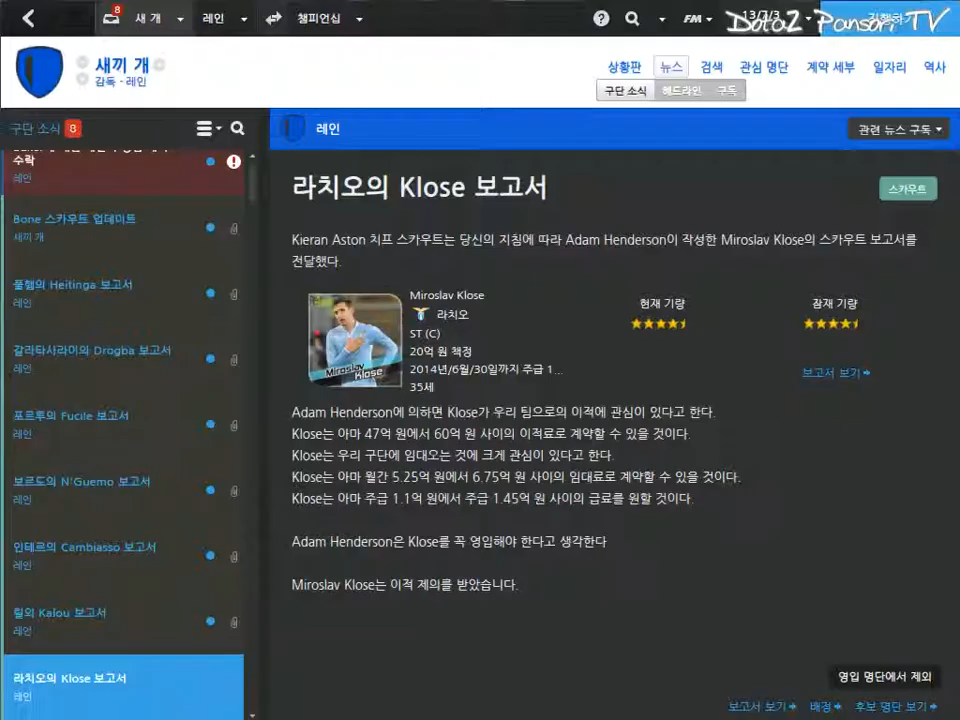 8
새 개
레인
챔피언십
?
FM
13/7/3
Dota2 Pansori TV
새끼 개
감독 - 레인
상황판
뉴스
검색
관심 명단
계약 세부
일자리
역사
구단 소식
헤드라인
구독
구단 소식 8
레인
관련 뉴스 구독
수락
레인
Bone 스카우트 업데이트
새끼 개
풀햄의 Heitinga 보고서
레인
갈라타사라이의 Drogba 보고서
레인
포르투의 Fucile 보고서
레인
보르도의 N'Guemo 보고서
레인
인테르의 Cambiasso 보고서
레인
릴의 Kalou 보고서
레인
라치오의 Klose 보고서
레인
라치오의 Klose 보고서
스카우트
Kieran Aston 치프 스카우트는 당신의 지침에 따라 Adam Henderson이 작성한 Miroslav Klose의 스카우트 보고서를
전달했다.
Miroslav
Klose
Miroslav Klose
라치오
ST (C)
20억 원 책정
2014년/6월/30일까지 주급 1...
35세
현재 기량
잠재 기량
보고서 보기
Adam Henderson에 의하면 Klose가 우리 팀으로의 이적에 관심이 있다고 한다.
Klose는 아마 47억 원에서 60억 원 사이의 이적료로 계약할 수 있을 것이다.
Klose는 우리 구단에 임대오는 것에 크게 관심이 있다고 한다.
Klose는 아마 월간 5.25억 원에서 6.75억 원 사이의 임대료로 계약할 수 있을 것이다.
Klose는 아마 주급 1.1억 원에서 주급 1.45억 원 사이의 급료를 원할 것이다.
Adam Henderson은 Klose를 꼭 영입해야 한다고 생각한다
Miroslav Klose는 이적 제의를 받았습니다.
영입 명단에서 제외
보고서 보기
배정
후보 명단 보기